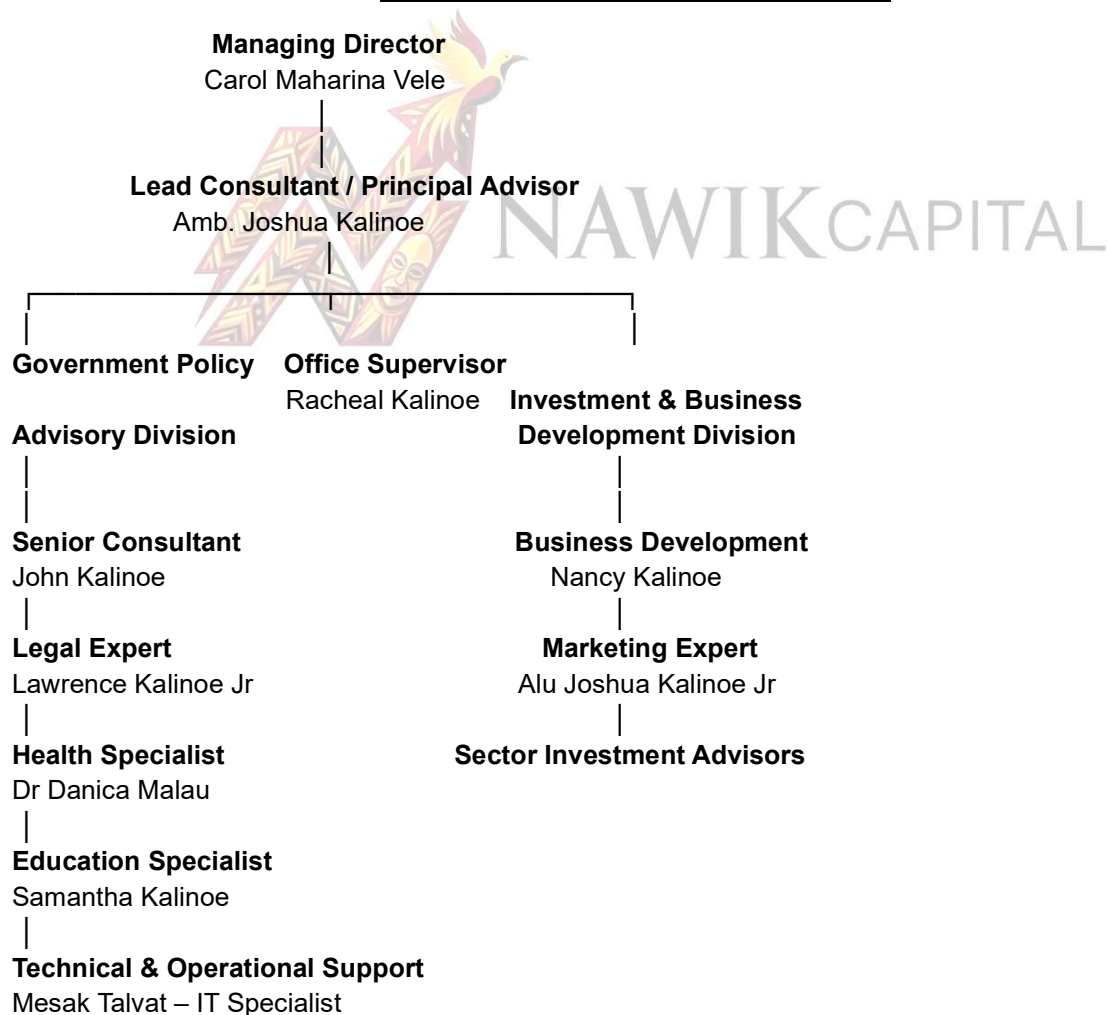 Managing Director
Carol Maharina Vele
Lead Consultant / Principal Advisor
Amb. Joshua Kalinoe
NAWIK CAPITAL
Government Policy Office Supervisor
Racheal Kalinoe Investment & Business
Advisory Division Development Division
Senior Consultant Business Development
John Kalinoe Nancy Kalinoe
Legal Expert Marketing Expert
Lawrence Kalinoe Jr Alu Joshua Kalinoe Jr
Health Specialist Sector Investment Advisors
Dr Danica Malau
Education Specialist
Samantha Kalinoe
Technical & Operational Support
Mesak Talvat – IT Specialist